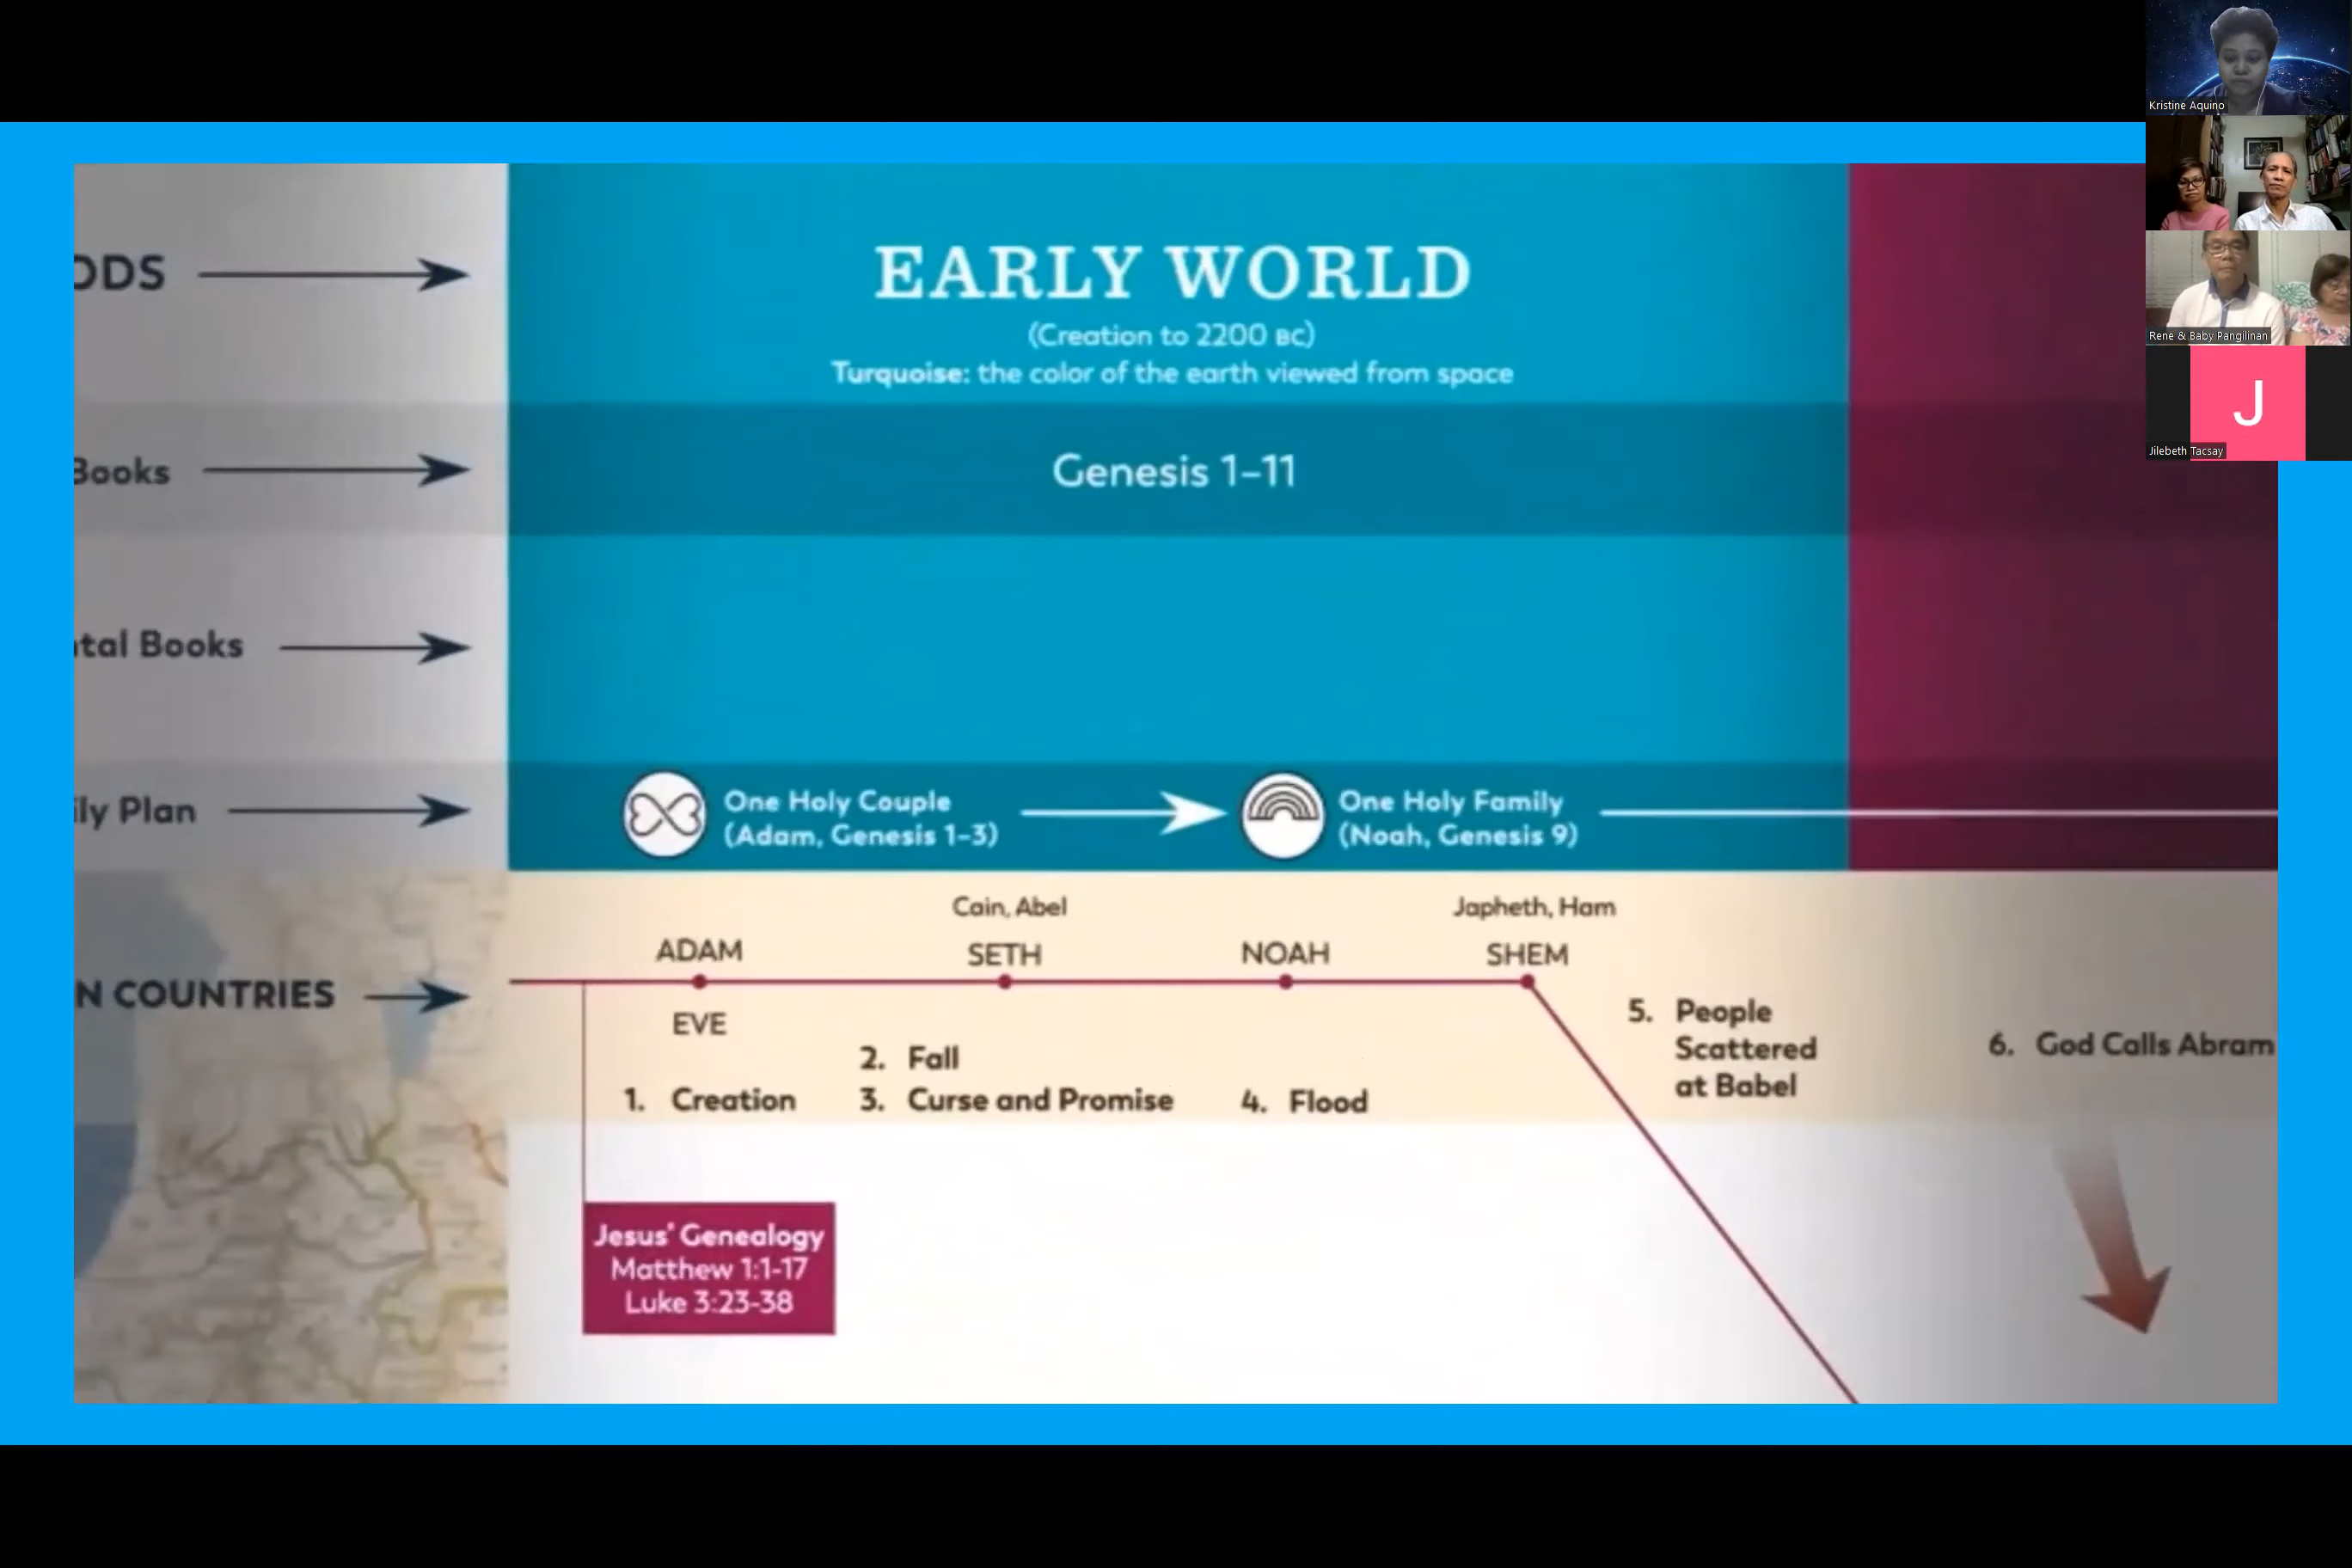 ODS
EARLY WORLD
(Creation to 2200 BC)
Turquoise: the color of the earth viewed from space
Books
Genesis 1–11
tal Books
ly Plan
One Holy Couple
(Adam, Genesis 1–3)
One Holy Family
(Noah, Genesis 9)
Cain, Abel
Japheth, Ham
ADAM
SETH
NOAH
SHEM
N COUNTRIES
EVE
1. Creation
2. Fall
3. Curse and Promise
4. Flood
5. People
Scattered
at Babel
6. God Calls Abram
Jesus' Genealogy
Matthew 1:1-17
Luke 3:23-38
Kristine Aquino
Rene & Baby Pangilinan
J
Jilebeth Tacsay